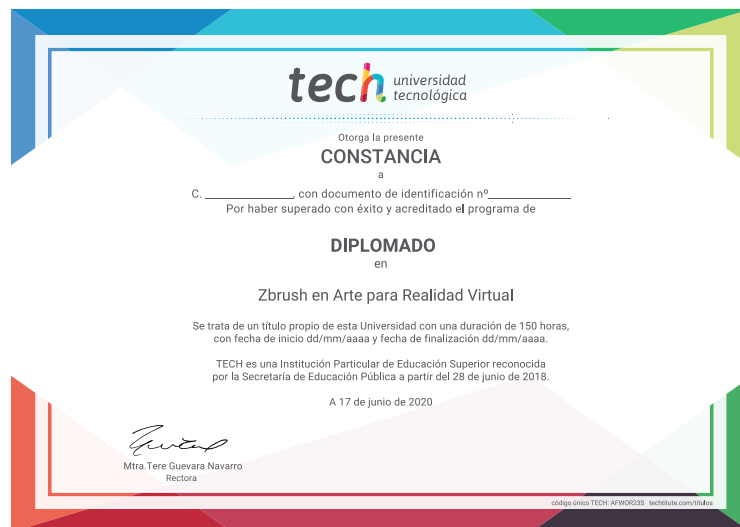 tech universidad
tecnológica
Otorga la presente
CONSTANCIA
a
C. ______________, con documento de identificación nº______________
Por haber superado con éxito y acreditado el programa de
DIPLOMADO
en
Zbrush en Arte para Realidad Virtual
Se trata de un título propio de esta Universidad con una duración de 150 horas,
con fecha de inicio dd/mm/aaaa y fecha de finalización dd/mm/aaaa.
TECH es una Institución Particular de Educación Superior reconocida
por la Secretaría de Educación Pública a partir del 28 de junio de 2018.
A 17 de junio de 2020
Mtra.Tere Guevara Navarro
Rectora
código único TECH: AFWOR23S techtitute.com/títulos